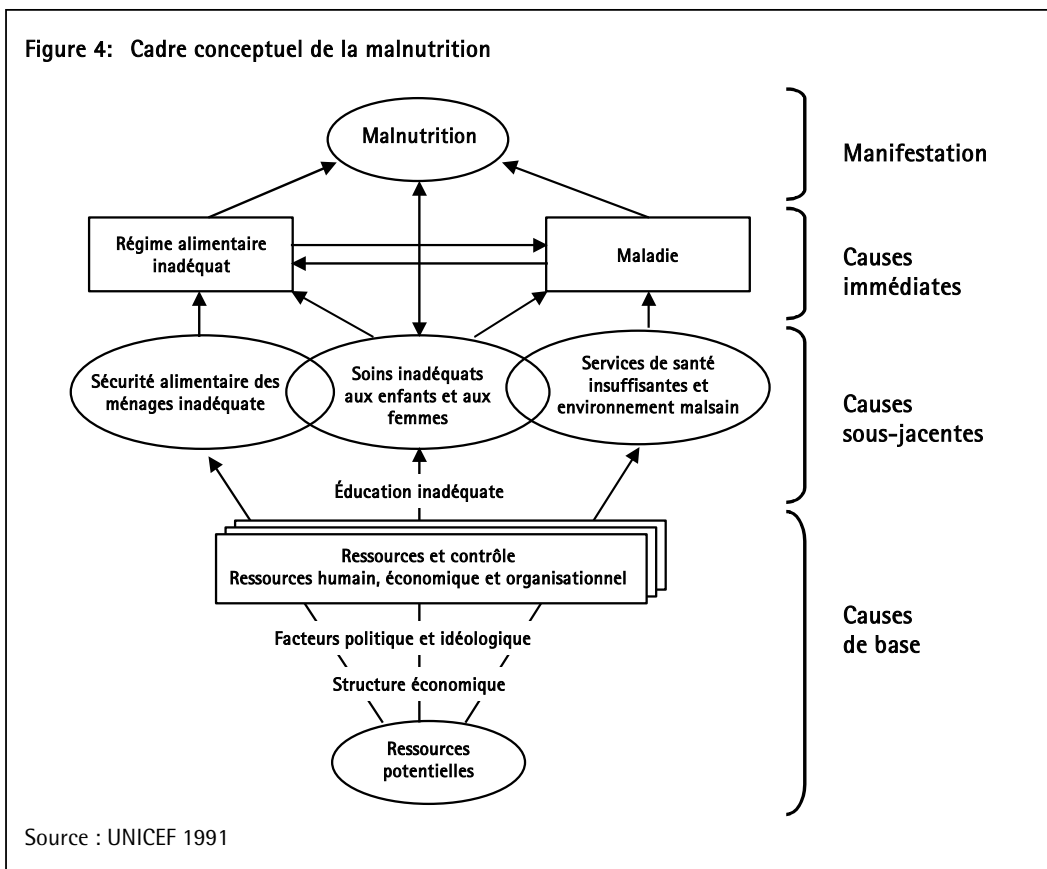 Figure 4: Cadre conceptuel de la malnutrition
Malnutrition
Manifestation
Régime alimentaire
inadéquat
Maladie
Causes
immédiates
Sécurité alimentaire des
ménages inadéquate
Soins inadéquats
aux enfants et aux
femmes
Services de santé
insuffisantes et
environnement malsain
Causes
sous-jacentes
Éducation inadéquate
Ressources et contrôle
Ressources humain, économique et organisationnel
Facteurs politique et idéologique
Structure économique
Causes
de base
Ressources
potentielles
Source : UNICEF 1991